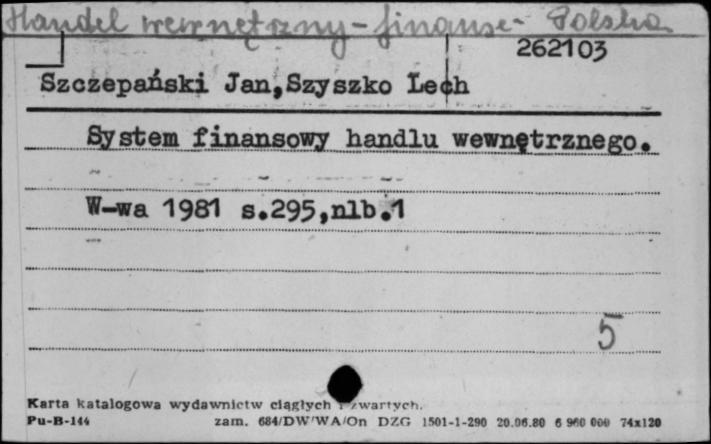 Handel wewnętrzny - finanse - Polska
262103
Szczepański Jan,Szyszko Lech
System finansowy handlu wewnętrznego.
W-wa 1981 s.295,nlb.1
5
Karta katalogowa wydawnictw ciągłych i zwartych.
Pu-B-144 zam. 684/DW/WA/On DZG 1501-1-290 20.06.80 6 960 000 74x120